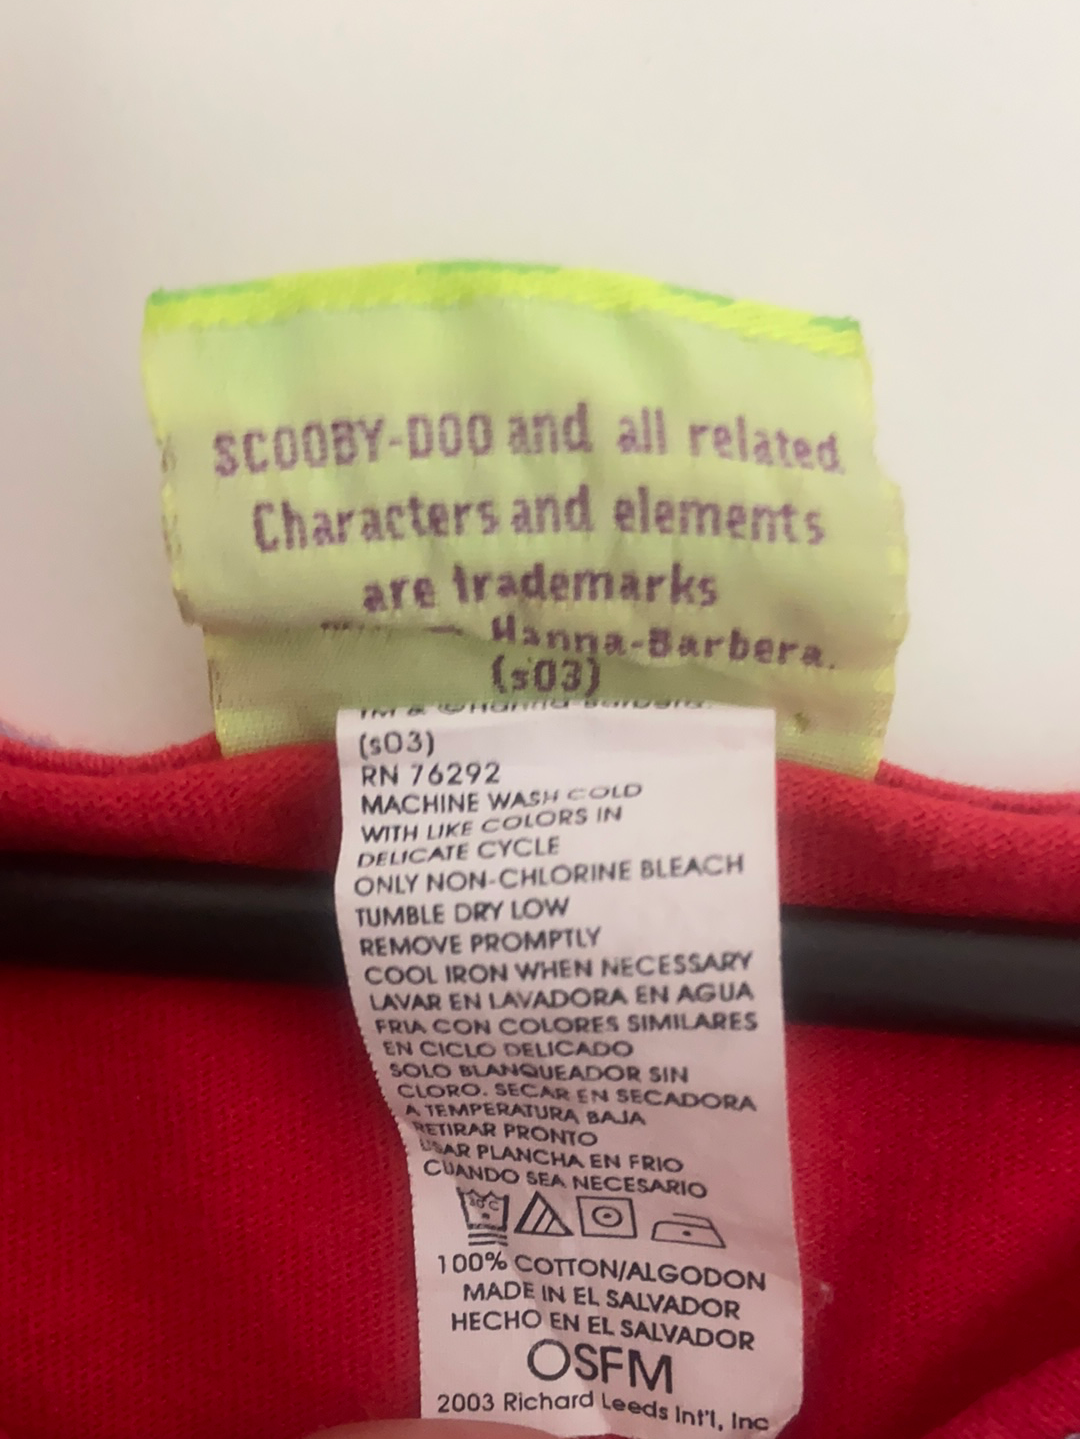 SCOOBY-DOO and all related
Characters and elements
are trademarks
Hanna-Barbera.
(s03)
TM & © Hanna-Barbera.
(s03)
RN 76292
MACHINE WASH COLD
WITH LIKE COLORS IN
DELICATE CYCLE
ONLY NON-CHLORINE BLEACH
TUMBLE DRY LOW
REMOVE PROMPTLY
COOL IRON WHEN NECESSARY
LAVAR EN LAVADORA EN AGUA
FRIA CON COLORES SIMILARES
EN CICLO DELICADO
SOLO BLANQUEADOR SIN
CLORO. SECAR EN SECADORA
A TEMPERATURA BAJA
RETIRAR PRONTO
USAR PLANCHA EN FRIO
CUANDO SEA NECESARIO
30°C
100% COTTON/ALGODON
MADE IN EL SALVADOR
HECHO EN EL SALVADOR
OSFM
2003 Richard Leeds Int'l, Inc